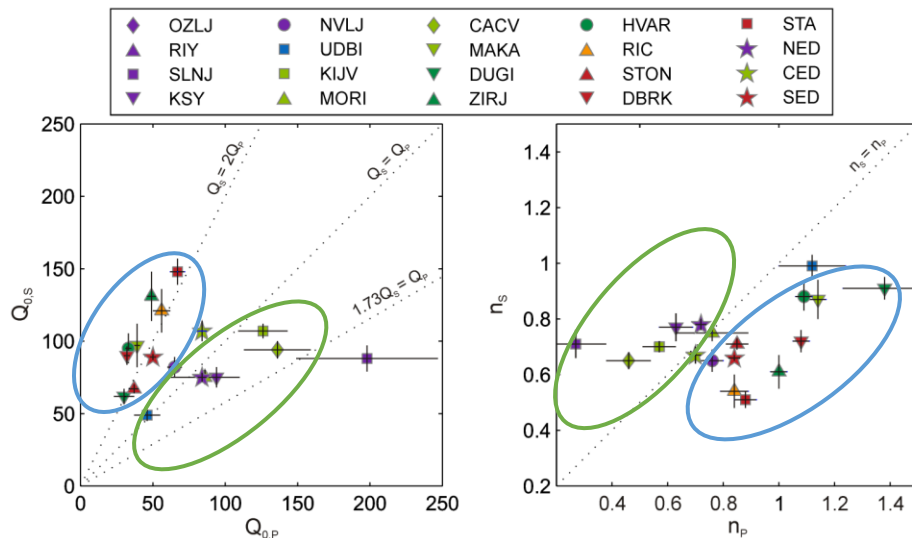 OZLJ NVLJ CACV HVAR STA
RIY UDBI MAKA RIC NED
SLNJ KIJV DUGI STON CED
KSY MORI ZIRJ DBRK SED
250
200
150
100
50
0
0 50 100 150 200 250
Q0,S
Q0,P
QS = 2QP
QS = QP
1.73QS = QP
1.4
1.2
1
0.8
0.6
0.4
0.2
0.4 0.6 0.8 1 1.2 1.4
nS
nP
nS = nP